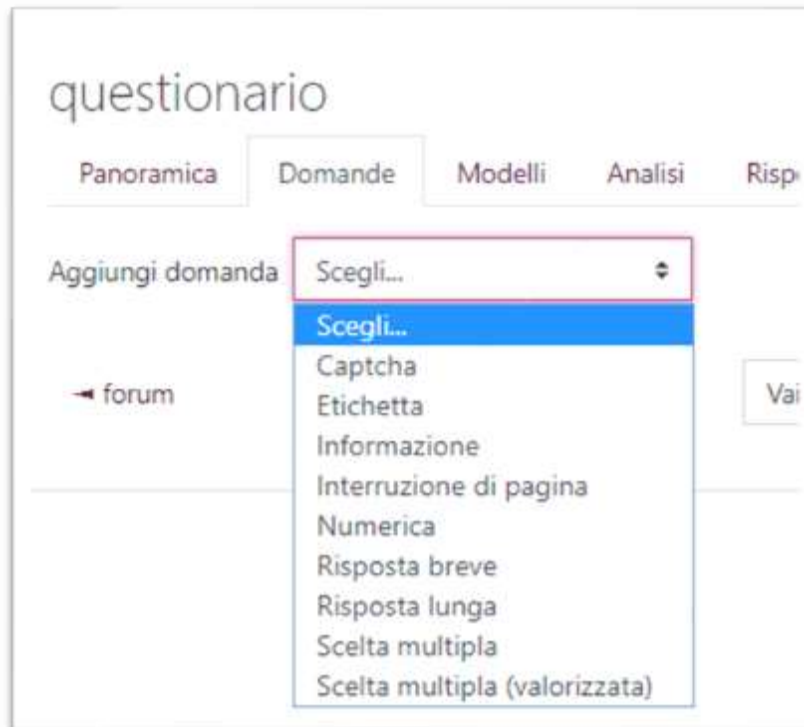 questionario
Panoramica Domande Modelli Analisi
Aggiungi domanda Scegli...
Scegli...
Captcha
forum
Etichetta
Informazione
Interruzione di pagina
Numerica
Risposta breve
Risposta lunga
Scelta multipla
Scelta multipla (valorizzata)